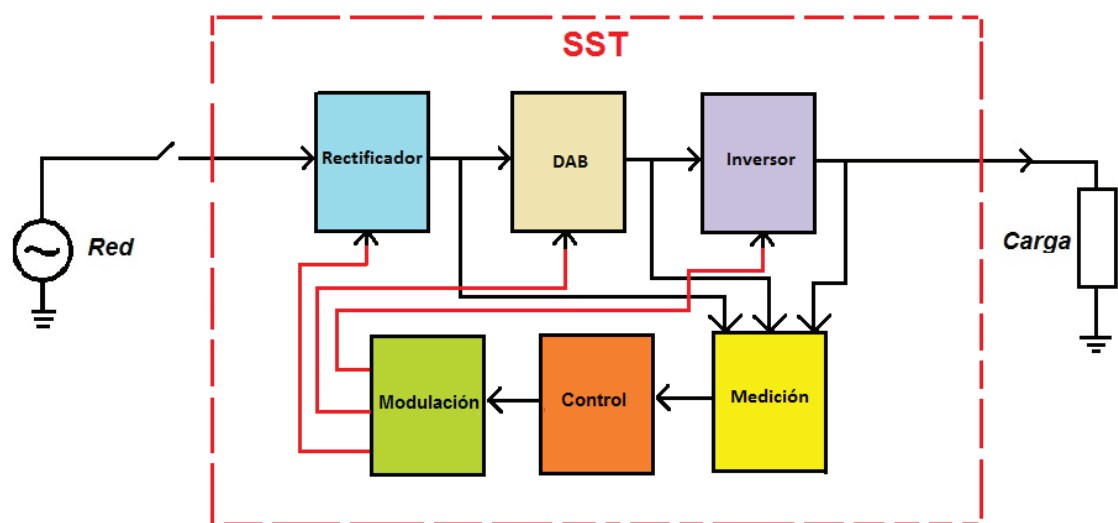 SST
Rectificador
DAB
Inversor
Red
Carga
Modulación
Control
Medición